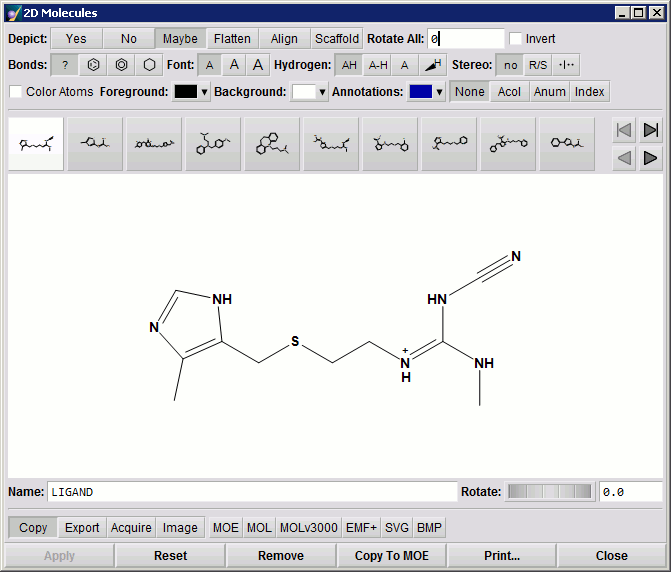 2D Molecules
Depict: Yes No Maybe Flatten Align Scaffold Rotate All: 0 Invert
Bonds: ? Font: A A A Hydrogen: AH A-H A H Stereo: no R/S
Color Atoms Foreground: Background: Annotations: None Acol Anum Index
N
HN
NH
N
S
+
NH
NH
H
Name: LIGAND Rotate: 0.0
Copy Export Acquire Image MOE MOL MOLv3000 EMF+ SVG BMP
Apply Reset Remove Copy To MOE Print... Close